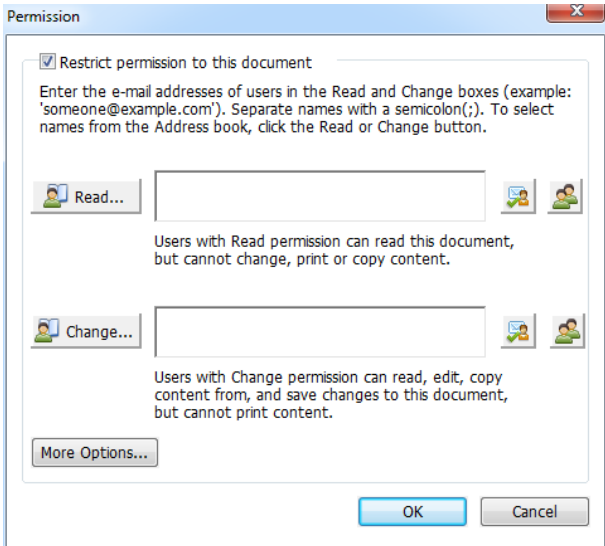 Permission
Restrict permission to this document
Enter the e-mail addresses of users in the Read and Change boxes (example:
'someone@example.com'). Separate names with a semicolon(;). To select
names from the Address book, click the Read or Change button.
Read...
Users with Read permission can read this document,
but cannot change, print or copy content.
Change...
Users with Change permission can read, edit, copy
content from, and save changes to this document,
but cannot print content.
More Options...
OK
Cancel